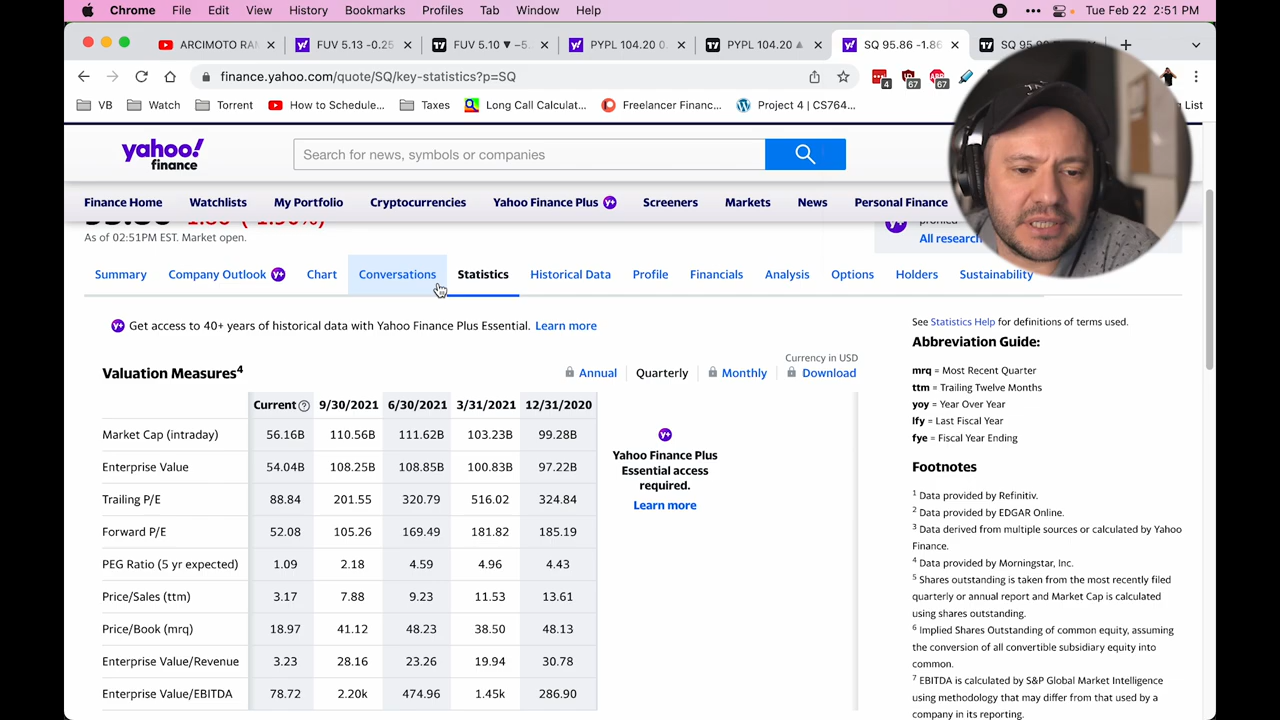 Chrome File Edit View History Bookmarks Profiles Tab Window Help Tue Feb 22 2:51 PM
ARCIMOTO RA FUV 5.13 -0.25 FUV 5.10 ▼ −5. PYPL 104.20 0. PYPL 104.20 ▲ SQ 95.86 -1.86 SQ 95
finance.yahoo.com/quote/SQ/key-statistics?p=SQ 4 67 67
VB Watch Torrent How to Schedule... Taxes Long Call Calculat... Freelancer Financ... Project 4 | CS764... List
yahoo!
finance
Search for news, symbols or companies
Finance Home Watchlists My Portfolio Cryptocurrencies Yahoo Finance Plus Screeners Markets News Personal Finance
As of 02:51PM EST. Market open.
All research
Summary Company Outlook Chart Conversations Statistics Historical Data Profile Financials Analysis Options Holders Sustainability
Get access to 40+ years of historical data with Yahoo Finance Plus Essential. Learn more
Currency in USD
Valuation Measures4 Annual Quarterly Monthly Download
Current 9/30/2021 6/30/2021 3/31/2021 12/31/2020
Market Cap (intraday) 56.16B 110.56B 111.62B 103.23B 99.28B
Enterprise Value 54.04B 108.25B 108.85B 100.83B 97.22B
Trailing P/E 88.84 201.55 320.79 516.02 324.84
Forward P/E 52.08 105.26 169.49 181.82 185.19
PEG Ratio (5 yr expected) 1.09 2.18 4.59 4.96 4.43
Price/Sales (ttm) 3.17 7.88 9.23 11.53 13.61
Price/Book (mrq) 18.97 41.12 48.23 38.50 48.13
Enterprise Value/Revenue 3.23 28.16 23.26 19.94 30.78
Enterprise Value/EBITDA 78.72 2.20k 474.96 1.45k 286.90
Yahoo Finance Plus
Essential access
required.
Learn more
See Statistics Help for definitions of terms used.
Abbreviation Guide:
mrq = Most Recent Quarter
ttm = Trailing Twelve Months
yoy = Year Over Year
lfy = Last Fiscal Year
fye = Fiscal Year Ending
Footnotes
1 Data provided by Refinitiv.
2 Data provided by EDGAR Online.
3 Data derived from multiple sources or calculated by Yahoo
Finance.
4 Data provided by Morningstar, Inc.
5 Shares outstanding is taken from the most recently filed
quarterly or annual report and Market Cap is calculated
using shares outstanding.
6 Implied Shares Outstanding of common equity, assuming
the conversion of all convertible subsidiary equity into
common.
7 EBITDA is calculated by S&P Global Market Intelligence
using methodology that may differ from that used by a
company in its reporting.